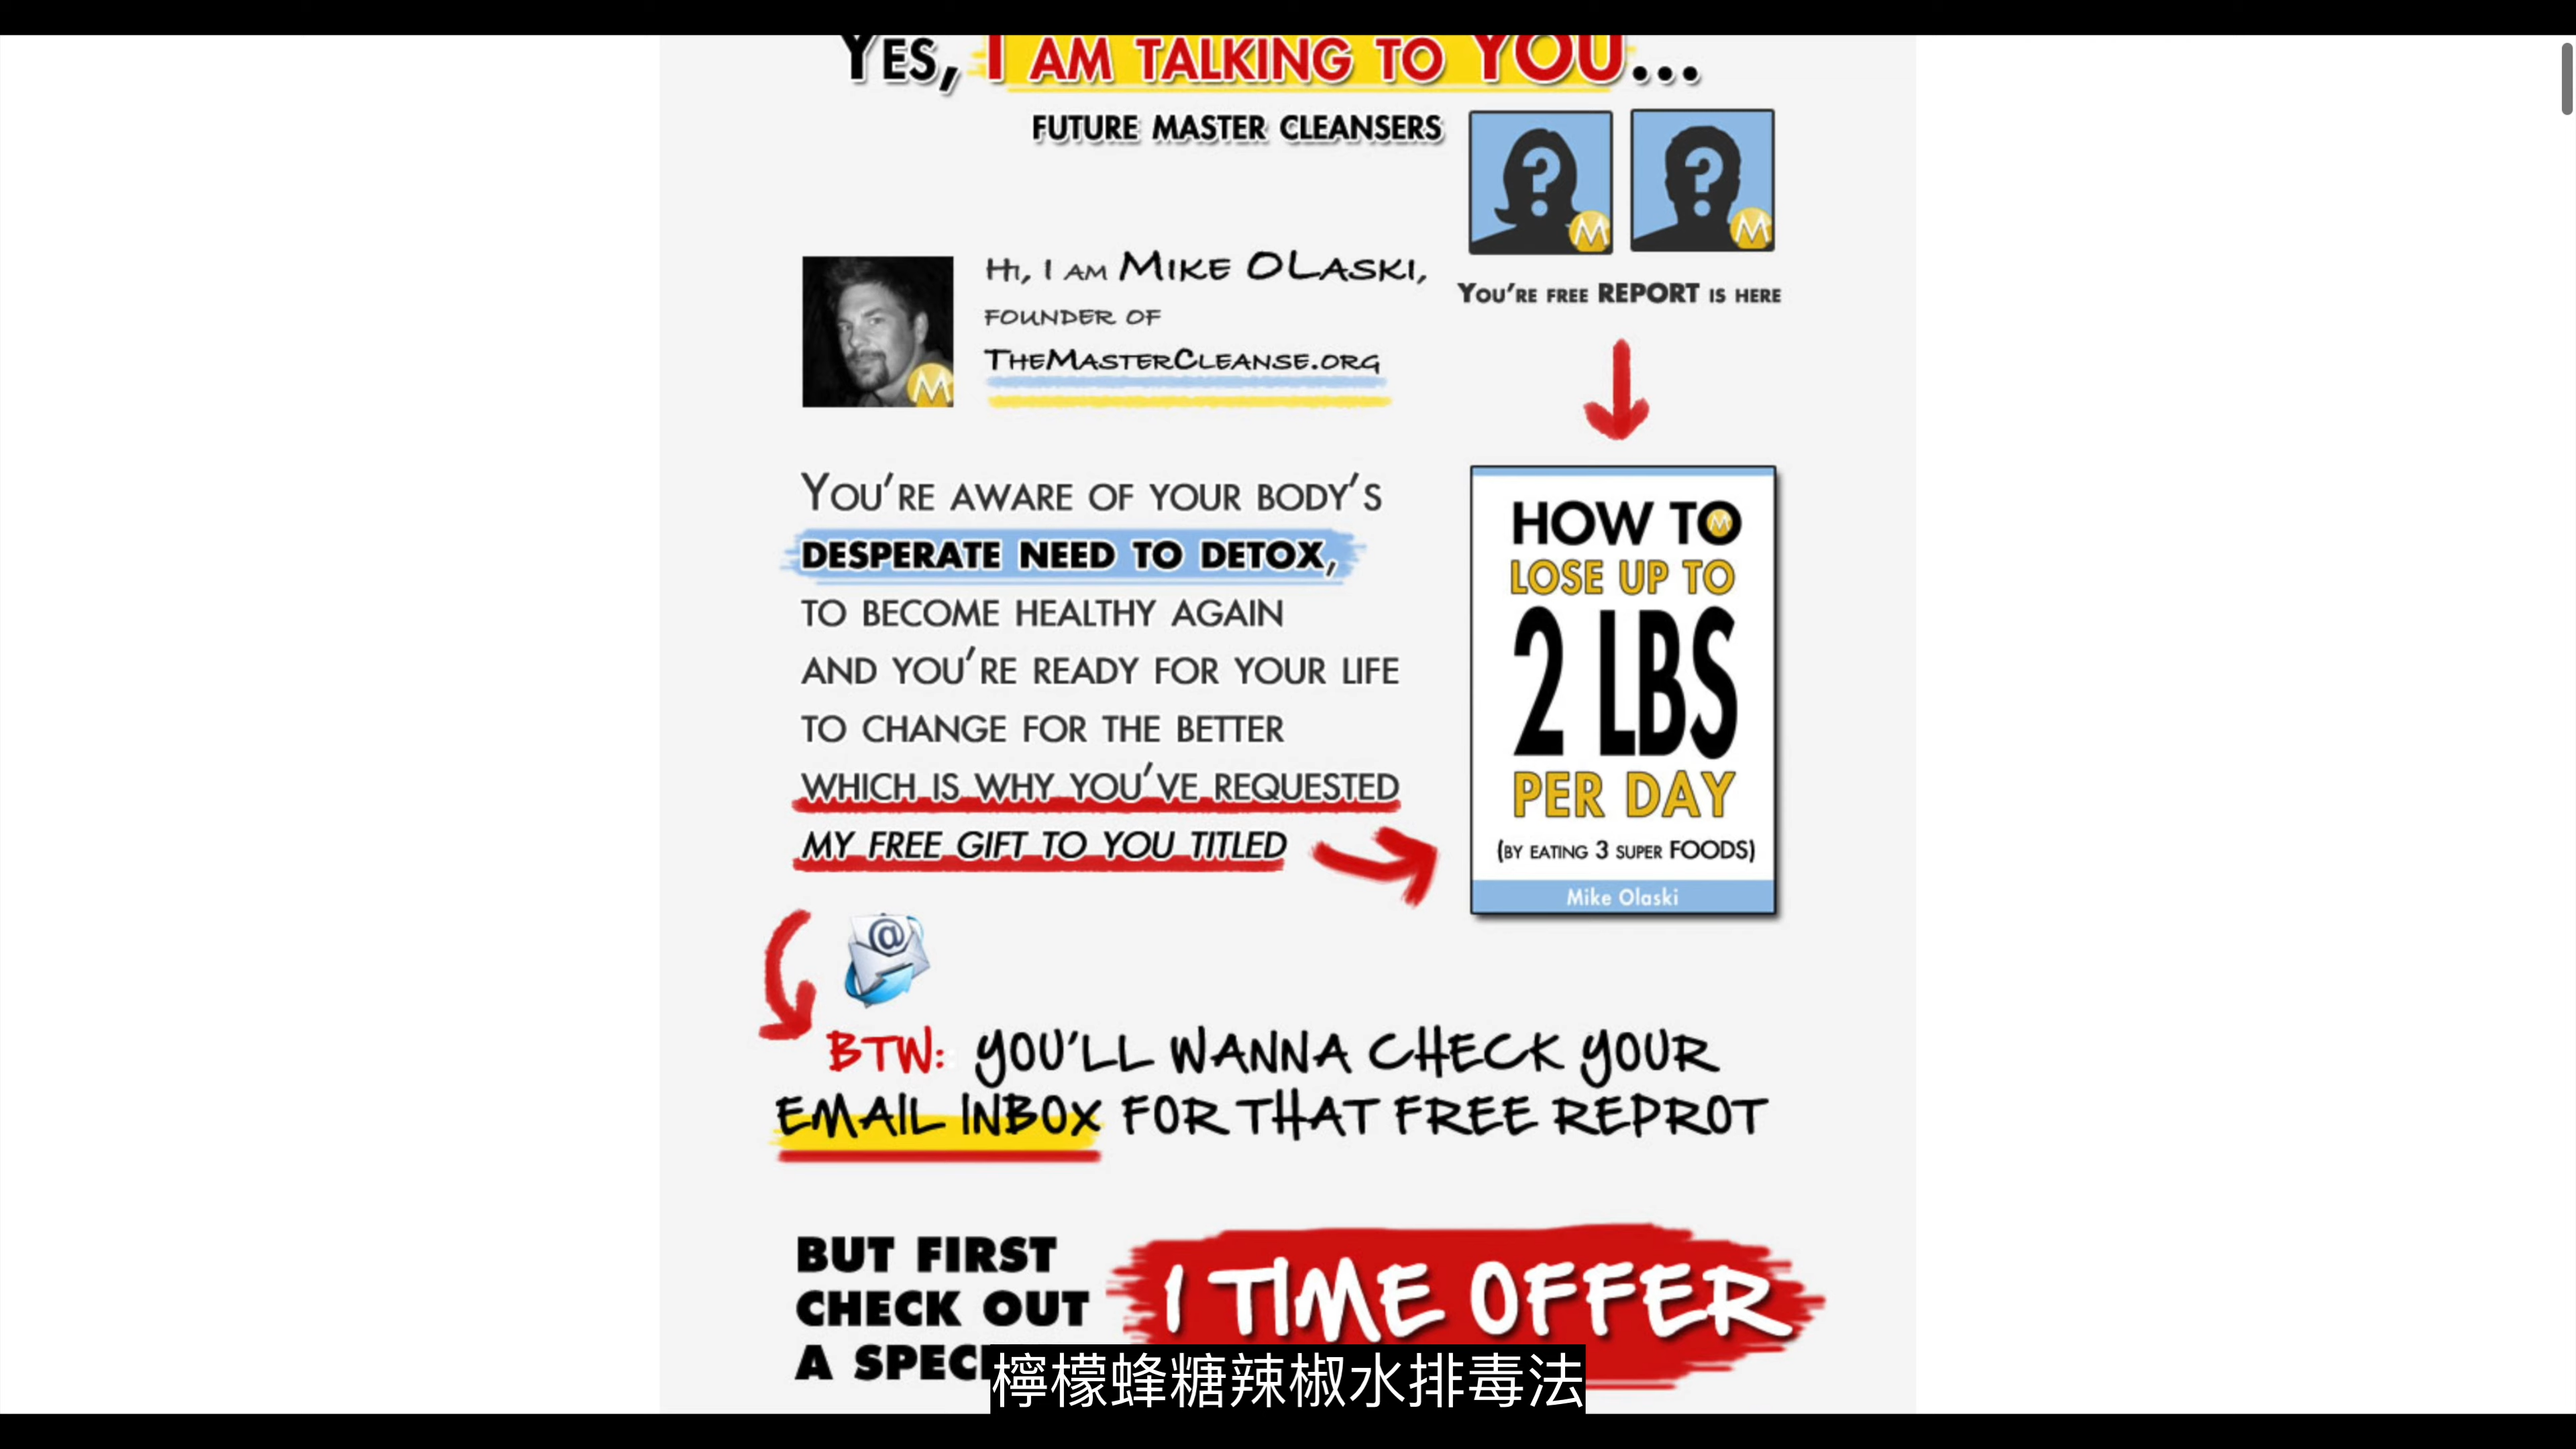 YES, I AM TALKING TO YOU...
FUTURE MASTER CLEANSERS
HI, I AM MIKE OLASKI,
FOUNDER OF
THEMASTERCLEANSE.ORG
YOU'RE FREE REPORT IS HERE
YOU'RE AWARE OF YOUR BODY'S
DESPERATE NEED TO DETOX,
TO BECOME HEALTHY AGAIN
AND YOU'RE READY FOR YOUR LIFE
TO CHANGE FOR THE BETTER
WHICH IS WHY YOU'VE REQUESTED
MY FREE GIFT TO YOU TITLED
HOW TO
LOSE UP TO
2 LBS
PER DAY
(BY EATING 3 SUPER FOODS)
Mike Olaski
BTW: YOU'LL WANNA CHECK YOUR
EMAIL INBOX FOR THAT FREE REPROT
BUT FIRST
CHECK OUT
A SPEC
1 TIME OFFER
檸檬蜂糖辣椒水排毒法